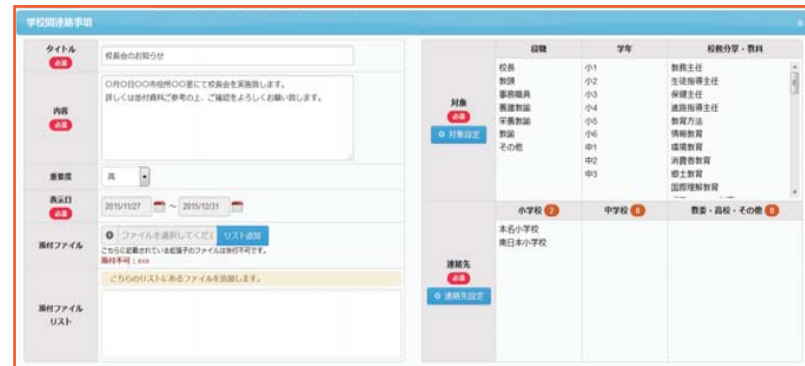 学校間連絡事項
タイトル
必須
校長会のお知らせ
内容
必須
〇月〇日〇〇市役所〇〇室にて校長会を実施致します。
詳しくは添付資料ご参考の上、ご確認をよろしくお願い致します。
重要度
高
表示日
必須
2015/11/27 ～ 2015/12/31
添付ファイル
ファイルを選択してくださ
リスト追加
こちらに記載されている拡張子のファイルは添付不可です。
添付不可：exe
添付ファイル
リスト
こちらのリストにあるファイルを追加します。
対象
必須
対象設定
役職
学年
校務分掌・教科
校長
教頭
事務職員
養護教諭
栄養教諭
教諭
その他
小1
小2
小3
小4
小5
小6
中1
中2
中3
教務主任
生徒指導主任
保健主任
進路指導主任
教育方法
情報教育
環境教育
消費者教育
郷土教育
国際理解教育
連絡先
必須
連絡先設定
小学校 2
中学校 0
教委・高校・その他 0
本名小学校
南日本小学校